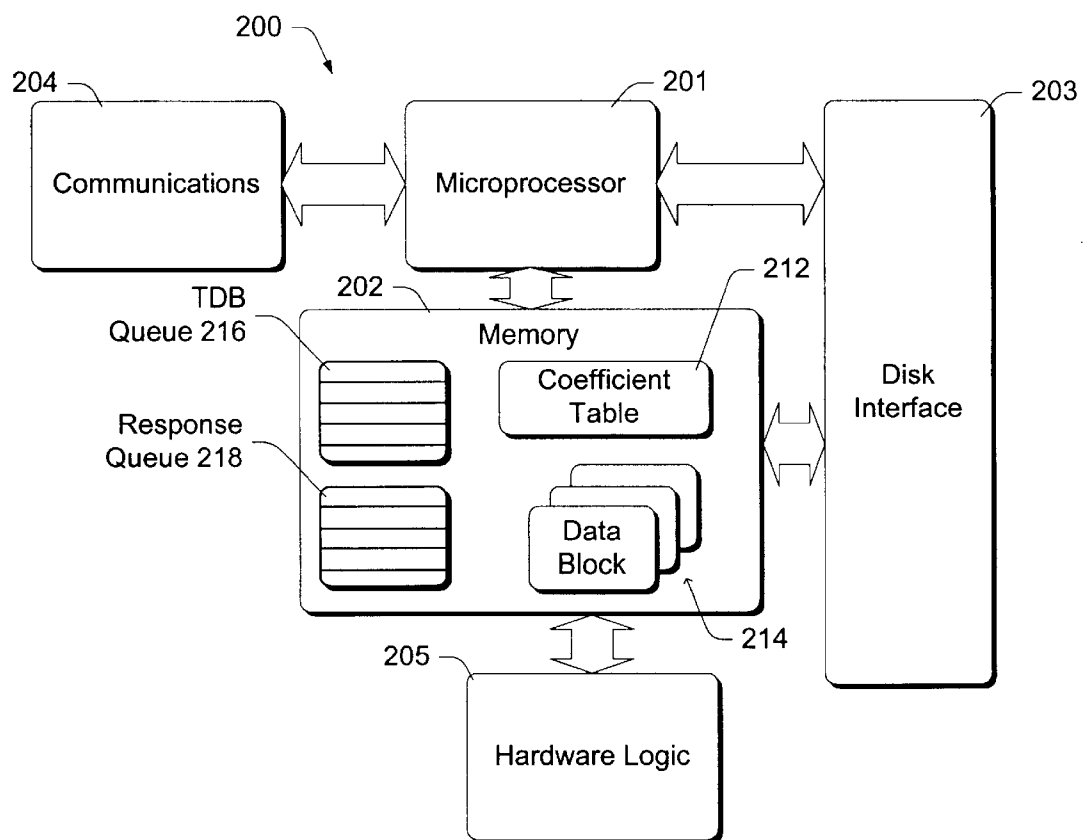 200
204
201
203
Communications
Microprocessor
202
212
TDB
Queue 216
Memory
Coefficient
Table
Disk
Interface
Response
Queue 218
Data
Block
214
205
Hardware Logic